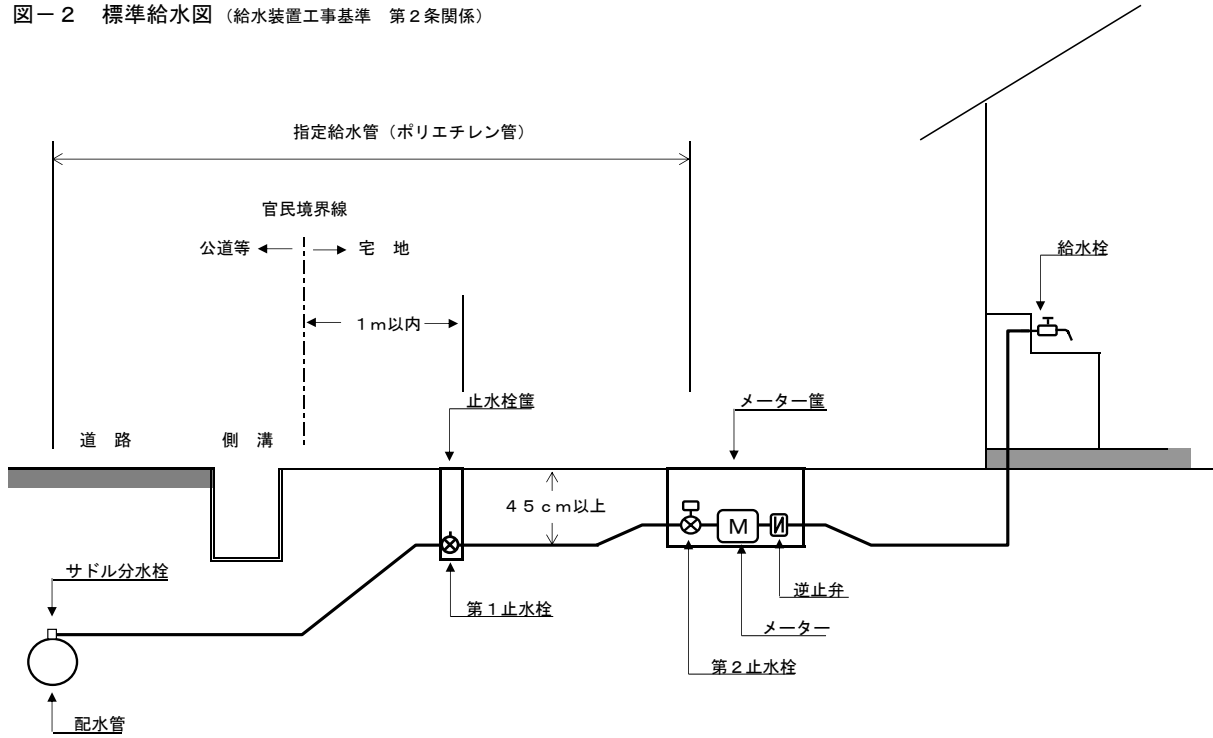 図－２　標準給水図（給水装置工事基準　第２条関係）
指定給水管（ポリエチレン管）
官民境界線
公道等
宅　地
給水栓
１ｍ以内
止水栓筐
メーター筐
道　路
側　溝
４５ｃｍ以上
M
サドル分水栓
逆止弁
第１止水栓
メーター
第２止水栓
配水管